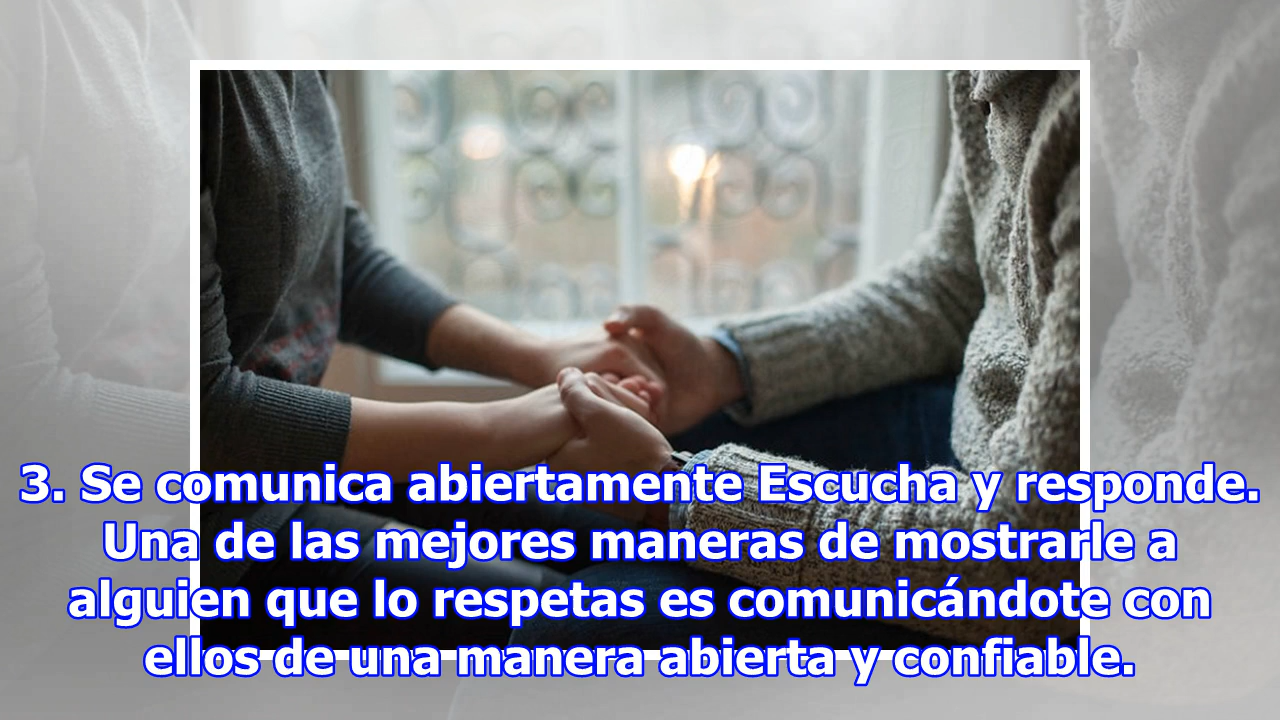 3. Se comunica abiertamente Escucha y responde.
Una de las mejores maneras de mostrarle a
alguien que lo respetas es comunicándote con
ellos de una manera abierta y confiable.